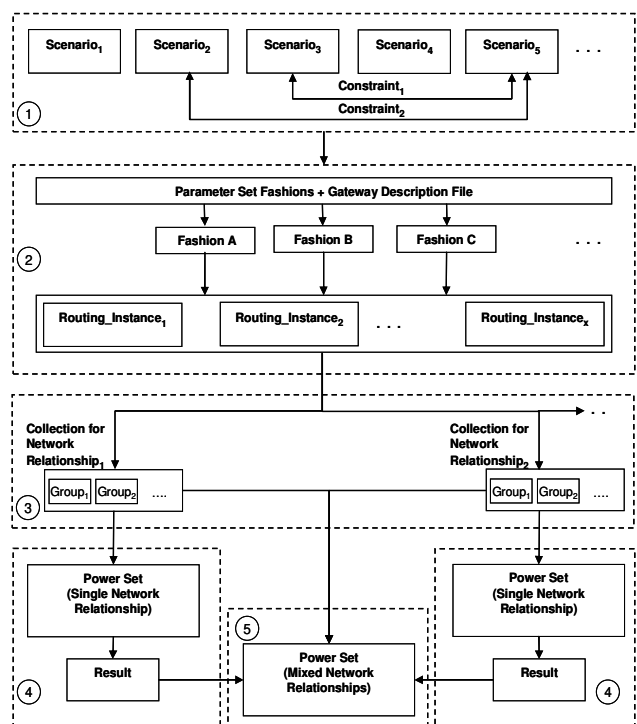 Scenario1 Scenario2 Scenario3 Scenario4 Scenario5 . . .
Constraint1
Constraint2
1
Parameter Set Fashions + Gateway Description File
Fashion A Fashion B Fashion C . . .
2
Routing_Instance1 Routing_Instance2 . . . Routing_Instancex
Collection for
Network
Relationship1
. .
Collection for
Network
Relationship2
Group1 Group2 ....
Group1 Group2 ....
3
Power Set
(Single Network
Relationship)
Power Set
(Single Network
Relationship)
5
Result
Power Set
(Mixed Network
Relationships)
Result
4
4